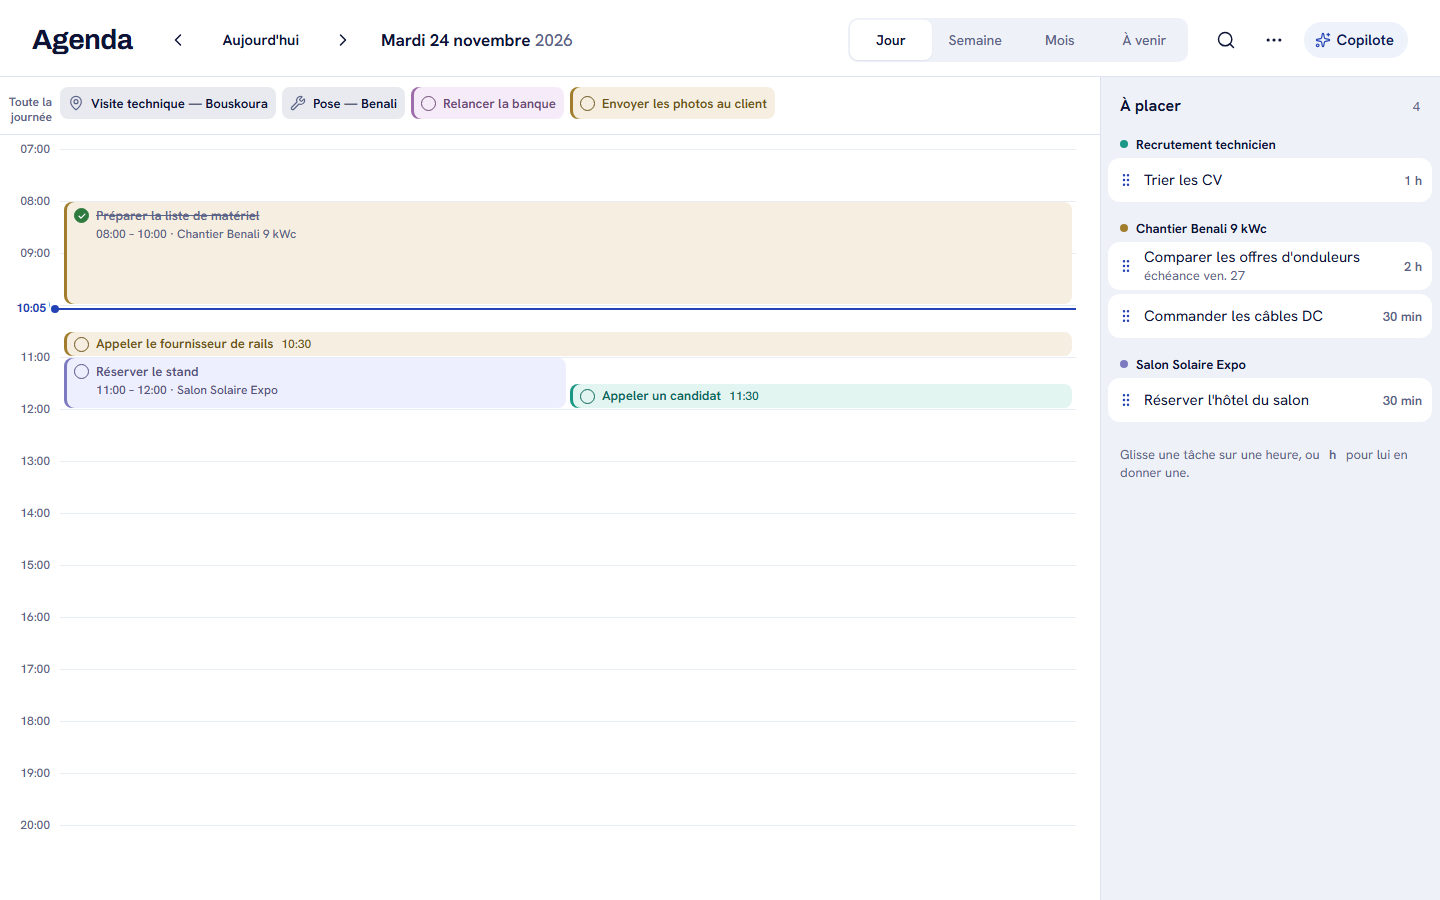 Agenda
Aujourd'hui
Mardi 24 novembre 2026
Jour
Semaine
Mois
À venir
Copilote
Toute la
journée
Visite technique — Bouskoura
Pose — Benali
Relancer la banque
Envoyer les photos au client
07:00
08:00
Préparer la liste de matériel
08:00 – 10:00 · Chantier Benali 9 kWc
09:00
10:05
Appeler le fournisseur de rails 10:30
11:00
Réserver le stand
11:00 – 12:00 · Salon Solaire Expo
Appeler un candidat 11:30
12:00
13:00
14:00
15:00
16:00
17:00
18:00
19:00
20:00
À placer
4
Recrutement technicien
Trier les CV
1 h
Chantier Benali 9 kWc
Comparer les offres d'onduleurs
échéance ven. 27
2 h
Commander les câbles DC
30 min
Salon Solaire Expo
Réserver l'hôtel du salon
30 min
Glisse une tâche sur une heure, ou h pour lui en
donner une.